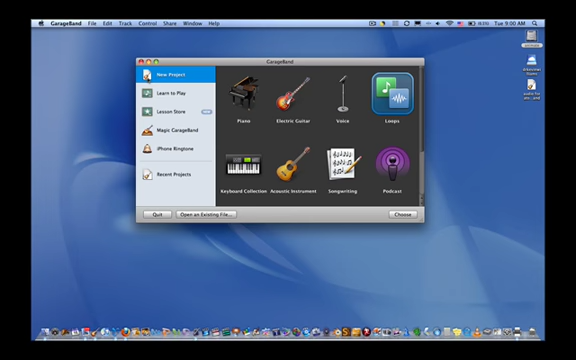 GarageBand File Edit Track Control Share Window Help
Tue 9:00 AM
GarageBand
New Project
Learn to Play
Lesson Store
Magic GarageBand
iPhone Ringtone
Recent Projects
Piano
Electric Guitar
Voice
Loops
Keyboard Collection
Acoustic Instrument
Songwriting
Podcast
Quit
Open an Existing File...
Choose